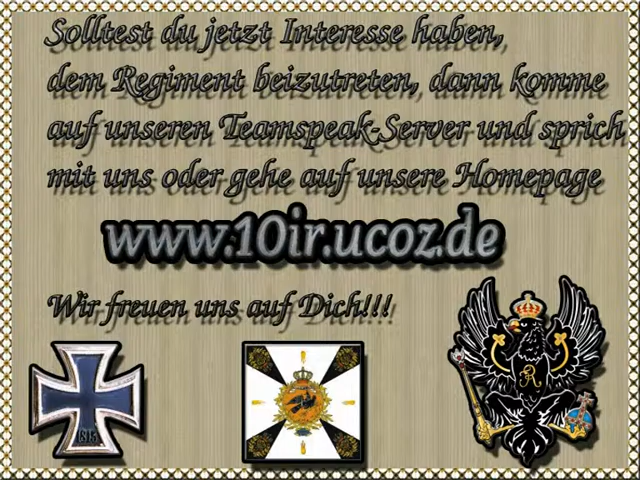 Solltest du jetzt Interesse haben,
dem Regiment beizutreten, dann komme
auf unseren Teamspeak-Server und sprich
mit uns oder gehe auf unsere Homepage
www.10ir.ucoz.de
Wir freuen uns auf Dich!!!